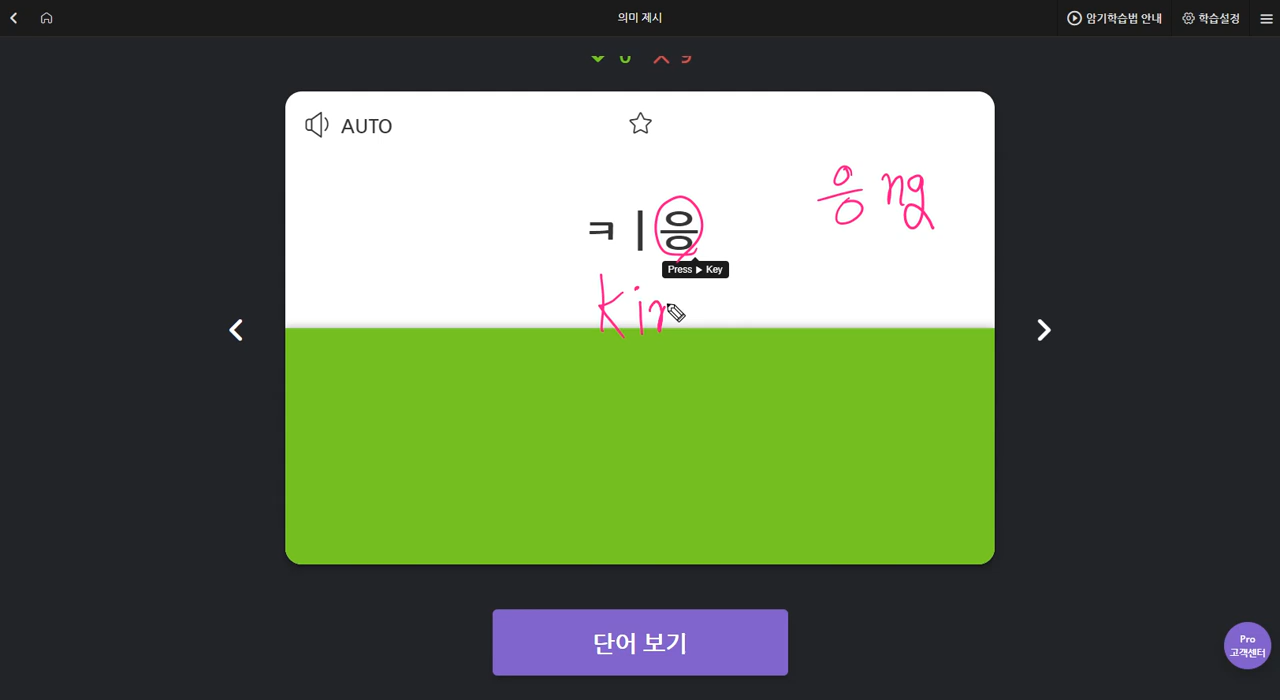 의미 제시
암기학습법 안내
학습설정
AUTO
ㅋㅣ응
응 ng
Press ▶ Key
kin
단어 보기
Pro
고객센터